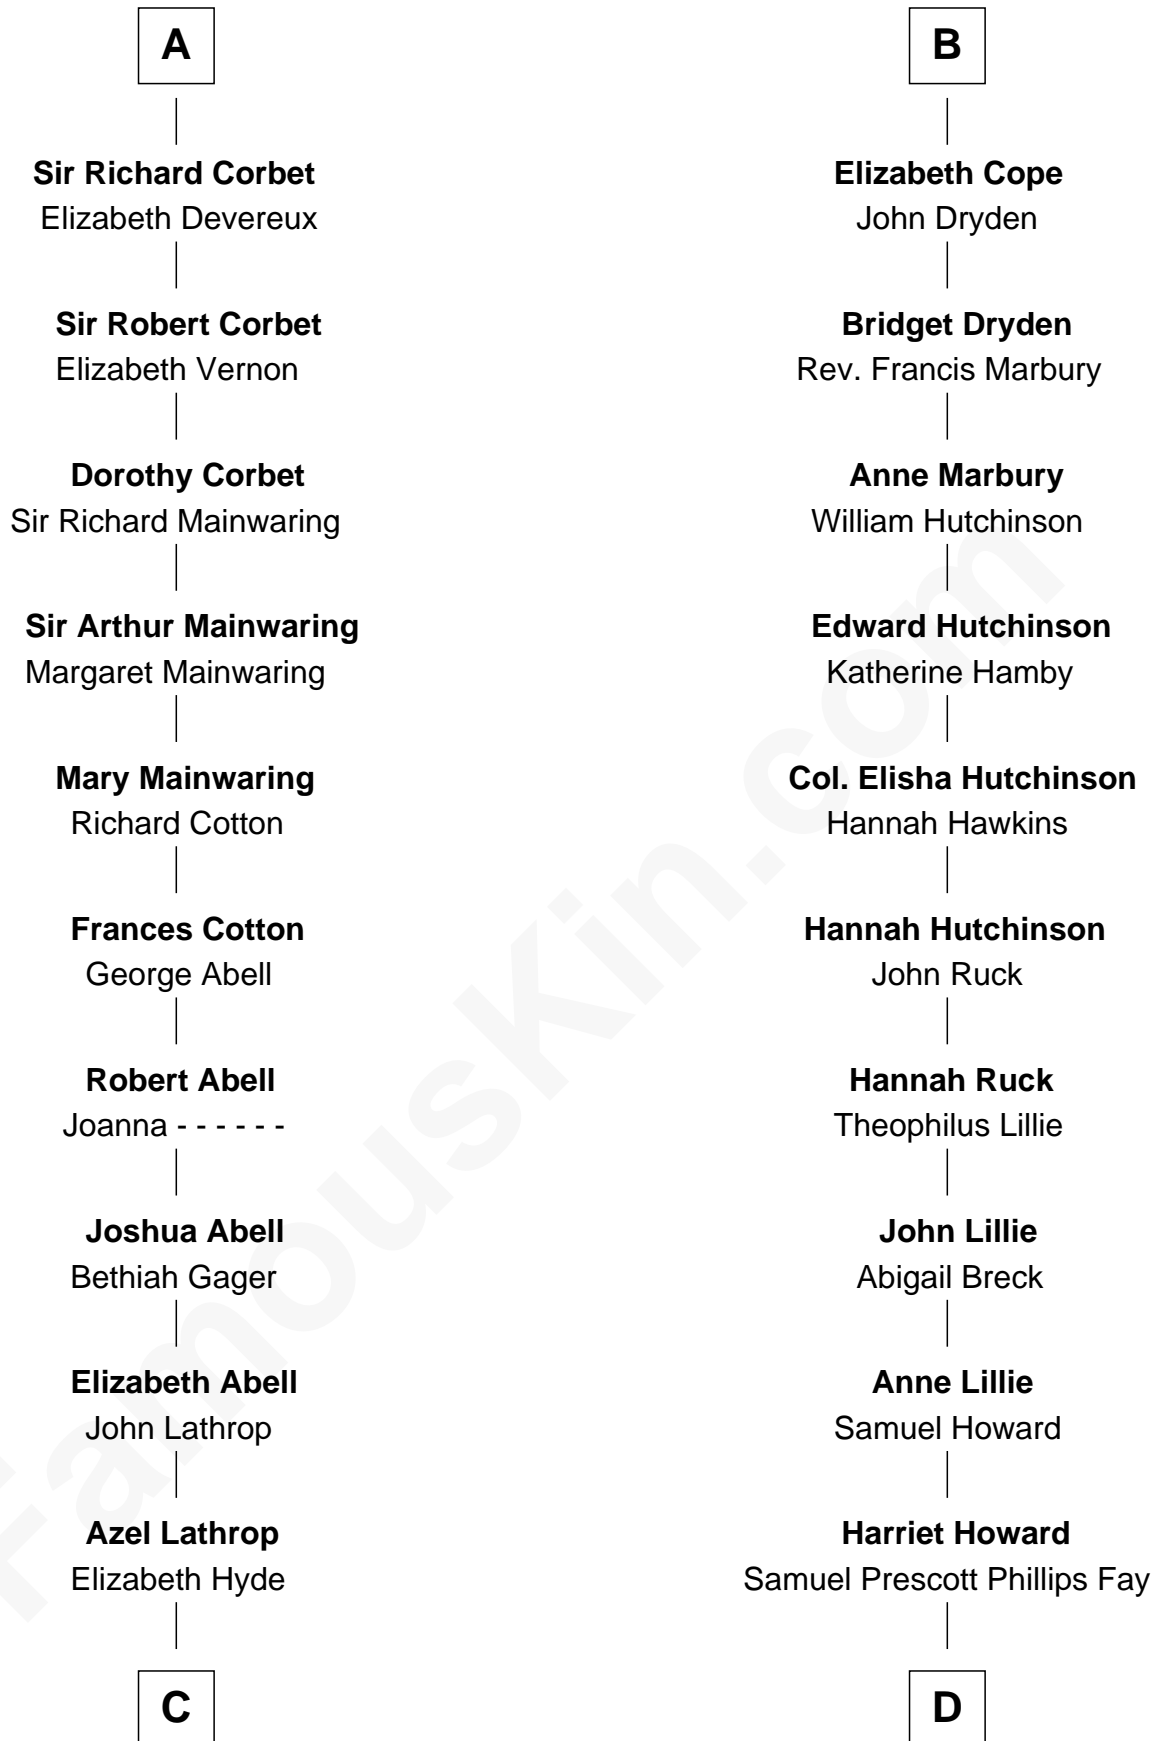 A
Sir Richard Corbet
Elizabeth Devereux
Sir Robert Corbet
Elizabeth Vernon
Dorothy Corbet
Sir Richard Mainwaring
Sir Arthur Mainwaring
Margaret Mainwaring
Mary Mainwaring
Richard Cotton
Frances Cotton
George Abell
Robert Abell
Joanna - - - - - -
Joshua Abell
Bethiah Gager
Elizabeth Abell
John Lathrop
Azel Lathrop
Elizabeth Hyde
C
B
Elizabeth Cope
John Dryden
Bridget Dryden
Rev. Francis Marbury
Anne Marbury
William Hutchinson
Edward Hutchinson
Katherine Hamby
Col. Elisha Hutchinson
Hannah Hawkins
Hannah Hutchinson
John Ruck
Hannah Ruck
Theophilus Lillie
John Lillie
Abigail Breck
Anne Lillie
Samuel Howard
Harriet Howard
Samuel Prescott Phillips Fay
D
FamousKin.com